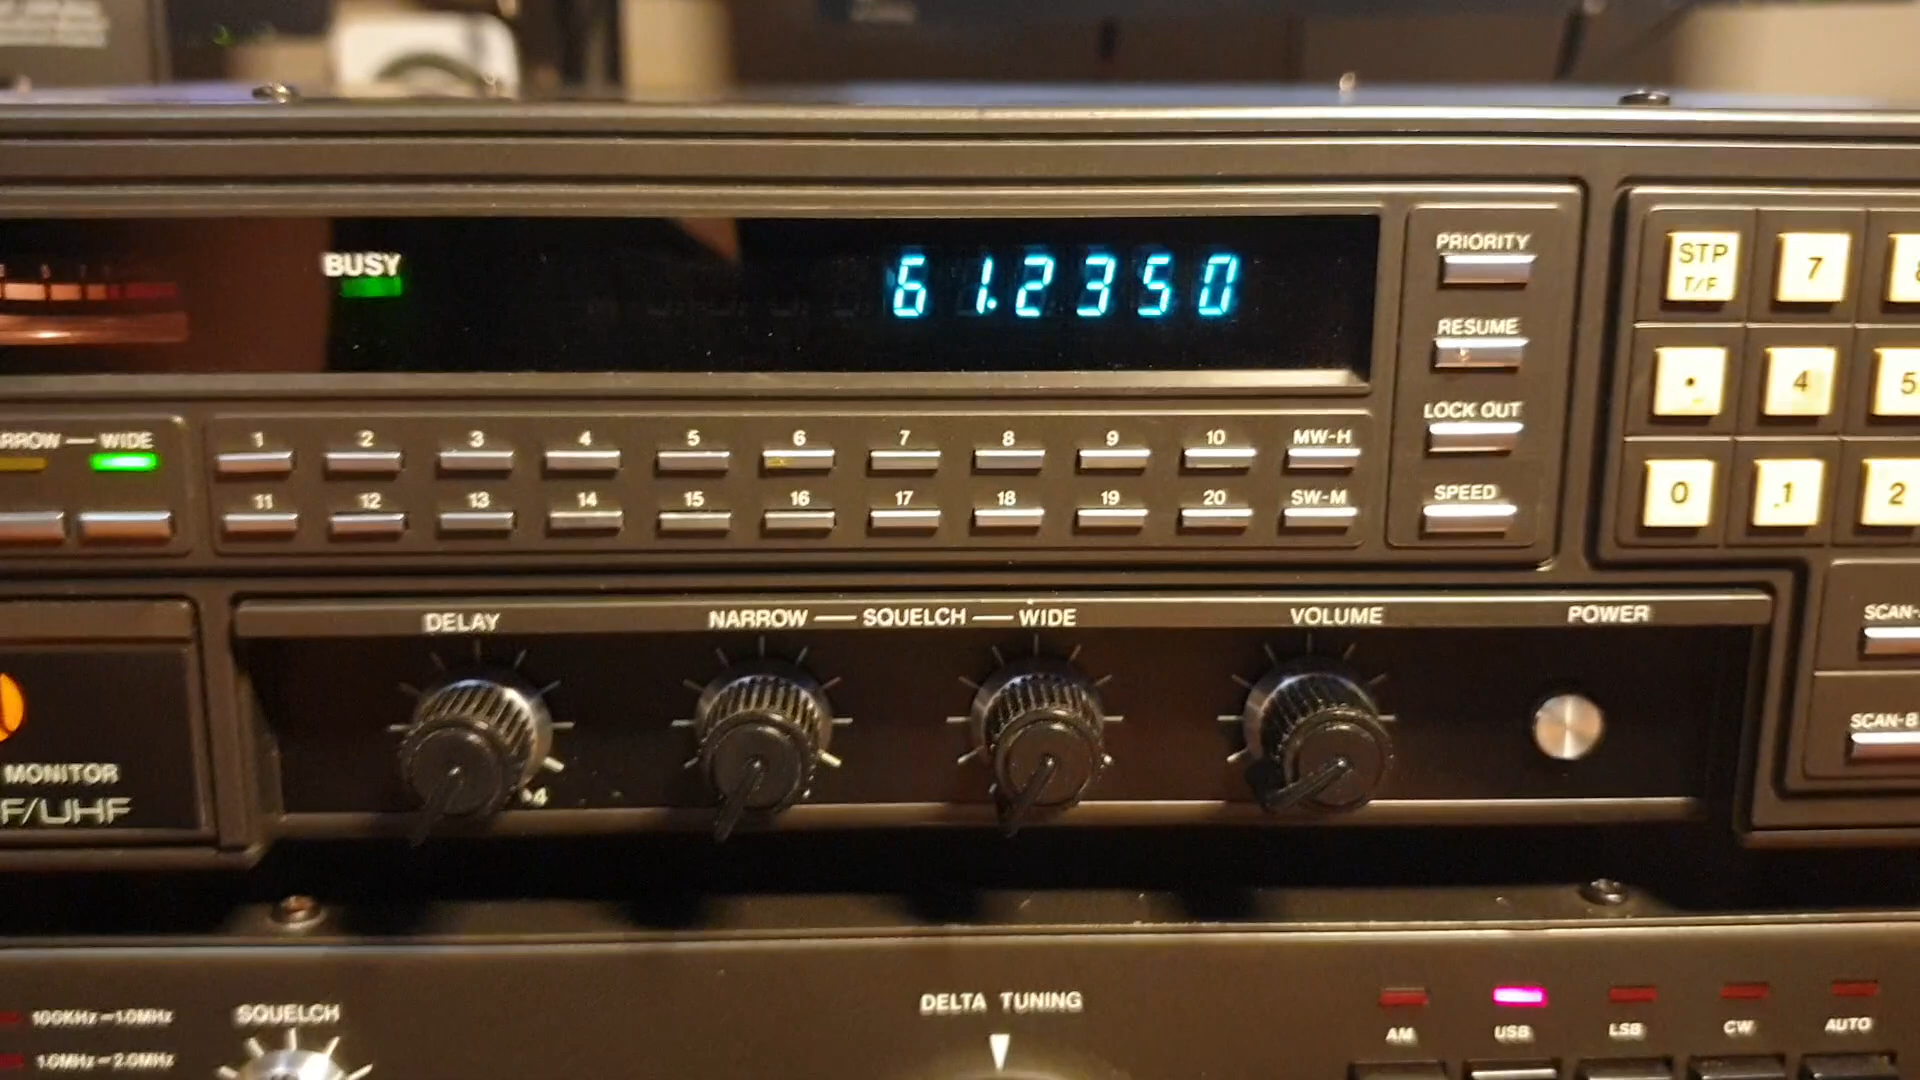 BUSY
61.2350
PRIORITY
STP
T/F
7
RESUME
.
4
5
LOCK OUT
RROW — WIDE
1 2 3 4 5 6 7 8 9 10 MW-H
SPEED
0
1
2
11 12 13 14 15 16 17 18 19 20 SW-M
DELAY
NARROW — SQUELCH — WIDE
VOLUME
POWER
SCAN-
SCAN-B
MONITOR
F/UHF
DELTA TUNING
SQUELCH
100KHz–1.0MHz
1.0MHz–2.0MHz
AM
USB
LSB
CW
AUTO